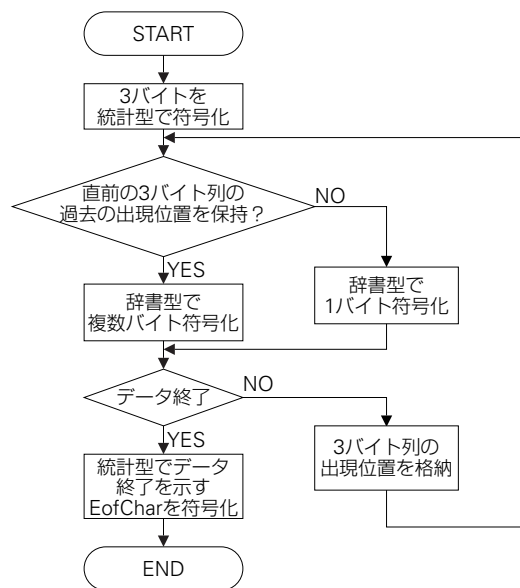 START
3バイトを
統計型で符号化
直前の3バイト列の
過去の出現位置を保持？
NO
YES
辞書型で
複数バイト符号化
辞書型で
1バイト符号化
データ終了
NO
YES
統計型でデータ
終了を示す
EofCharを符号化
3バイト列の
出現位置を格納
END